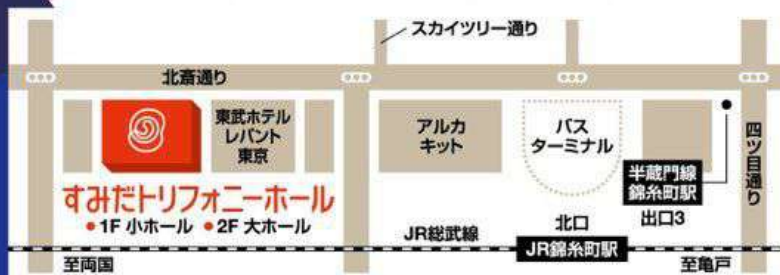 スカイツリー通り
北斎通り
東武ホテル
レバント
東京
アルカ
キット
バス
ターミナル
四ツ目通り
半蔵門線
錦糸町駅
出口3
すみだトリフォニーホール
●1F 小ホール ●2F 大ホール
JR総武線
北口
JR錦糸町駅
至両国
至亀戸